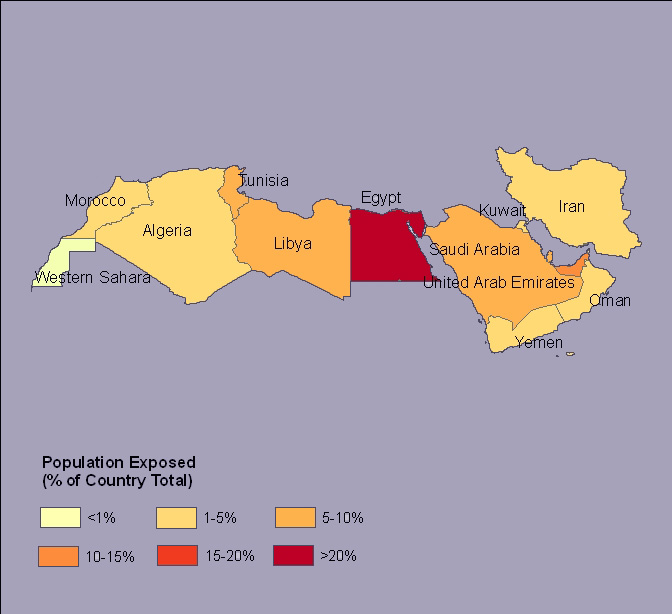 Tunisia
Egypt
Morocco
Kuwait
Iran
Algeria
Libya
Saudi Arabia
Western Sahara
United Arab Emirates
Oman
Yemen
Population Exposed
(% of Country Total)
<1% 1-5% 5-10%
10-15% 15-20% >20%